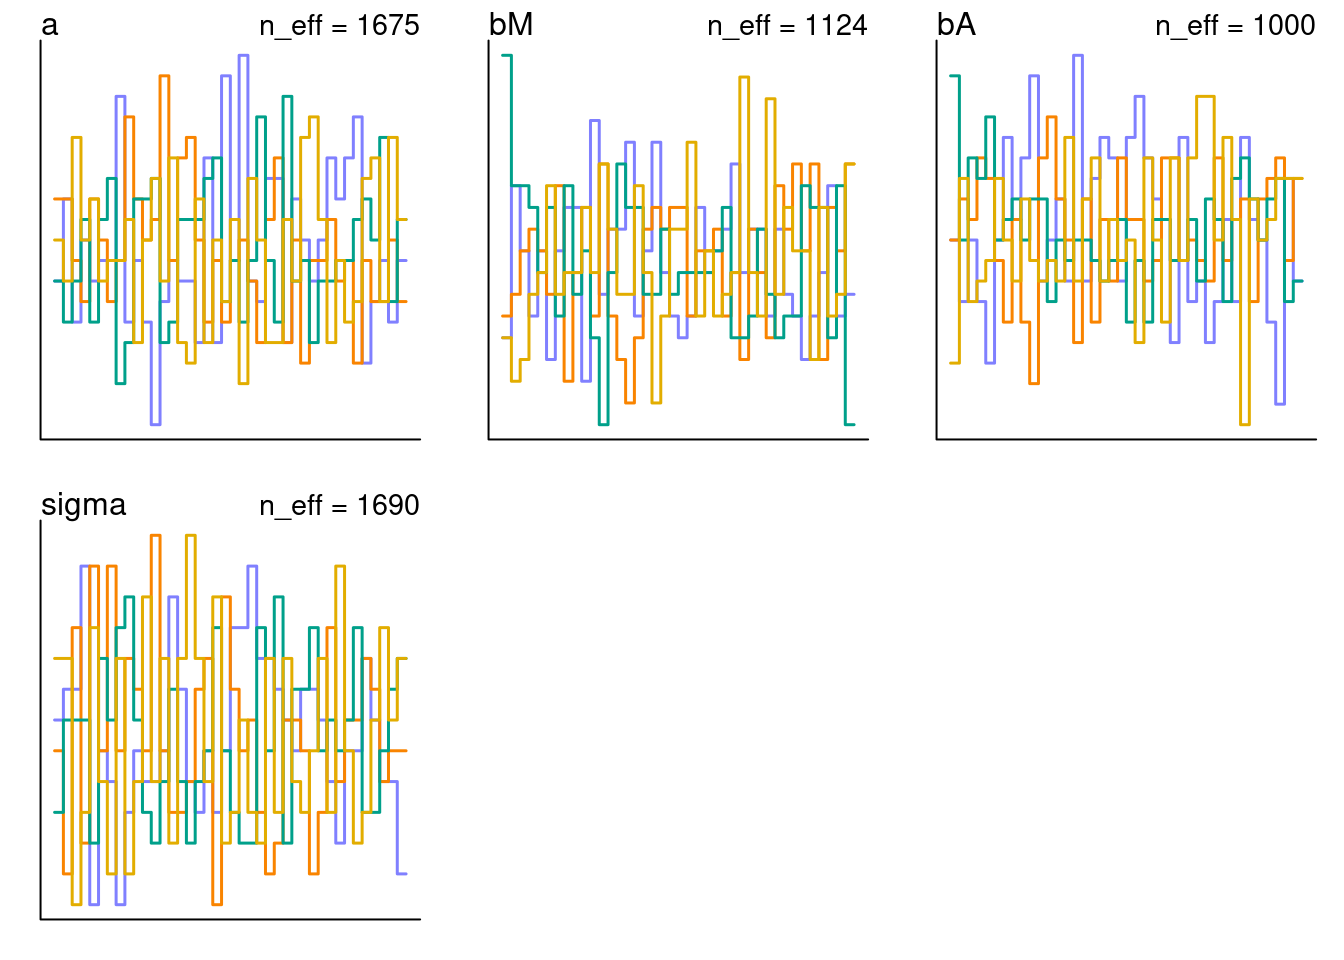 a n_eff = 1675
bM n_eff = 1124
bA n_eff = 1000
sigma n_eff = 1690